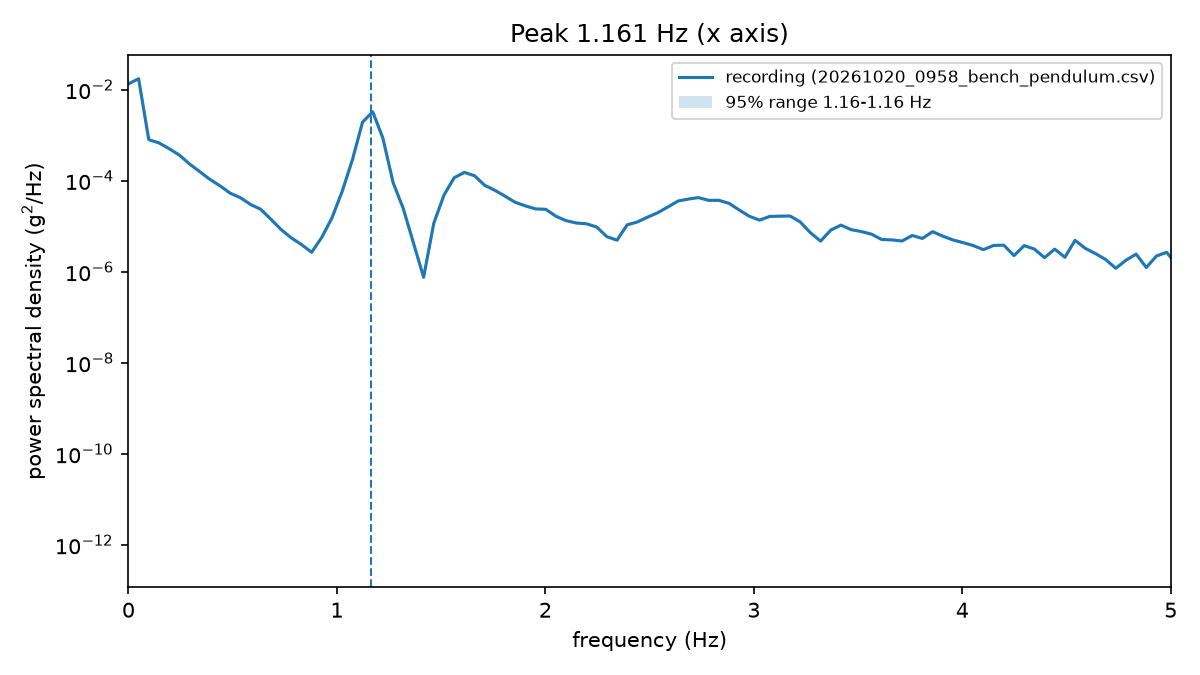 Peak 1.161 Hz (x axis)
recording (20261020_0958_bench_pendulum.csv)
95% range 1.16-1.16 Hz
power spectral density (g²/Hz)
10⁻²
10⁻⁴
10⁻⁶
10⁻⁸
10⁻¹⁰
10⁻¹²
0 1 2 3 4 5
frequency (Hz)